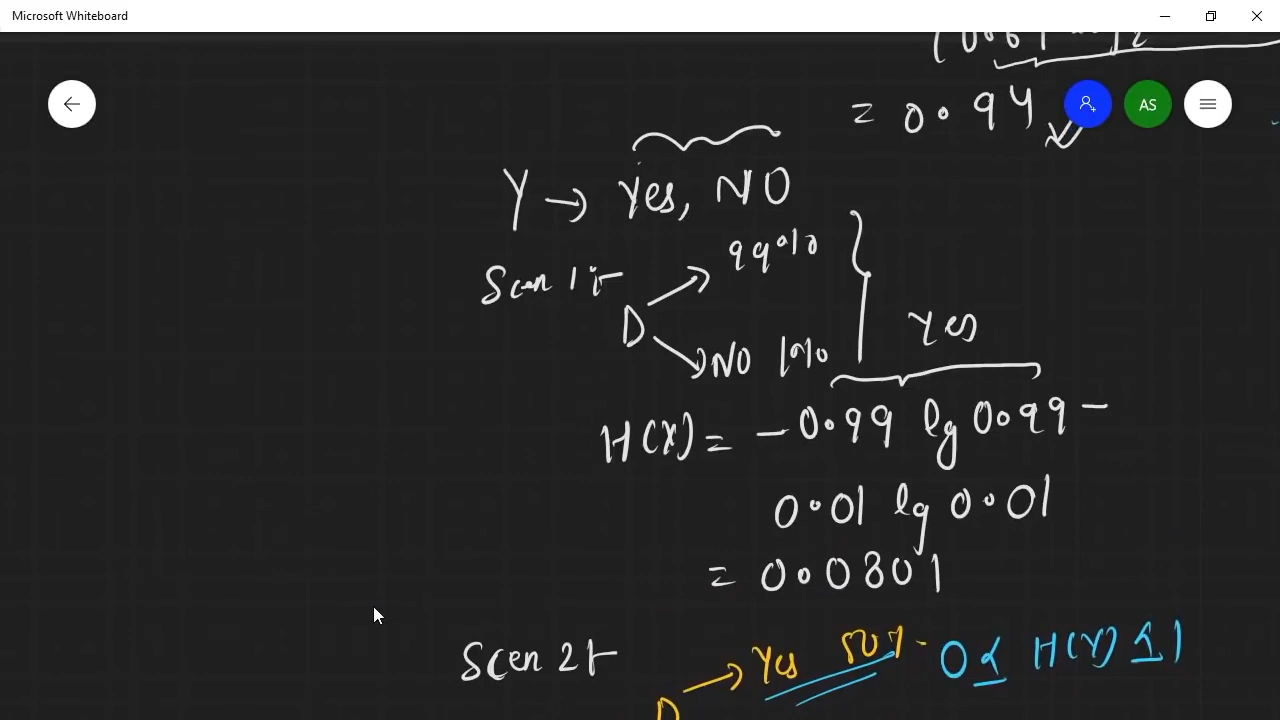 Microsoft Whiteboard
= 0.94
AS
Y → Yes, NO
99%
Scen 1:-
D
Yes
NO 1%
H(Y) = - 0.99 lg 0.99 -
0.01 lg 0.01
= 0.0801
Scen 2:-
Yes 50%
0 ≤ H(Y) ≤ 1
D